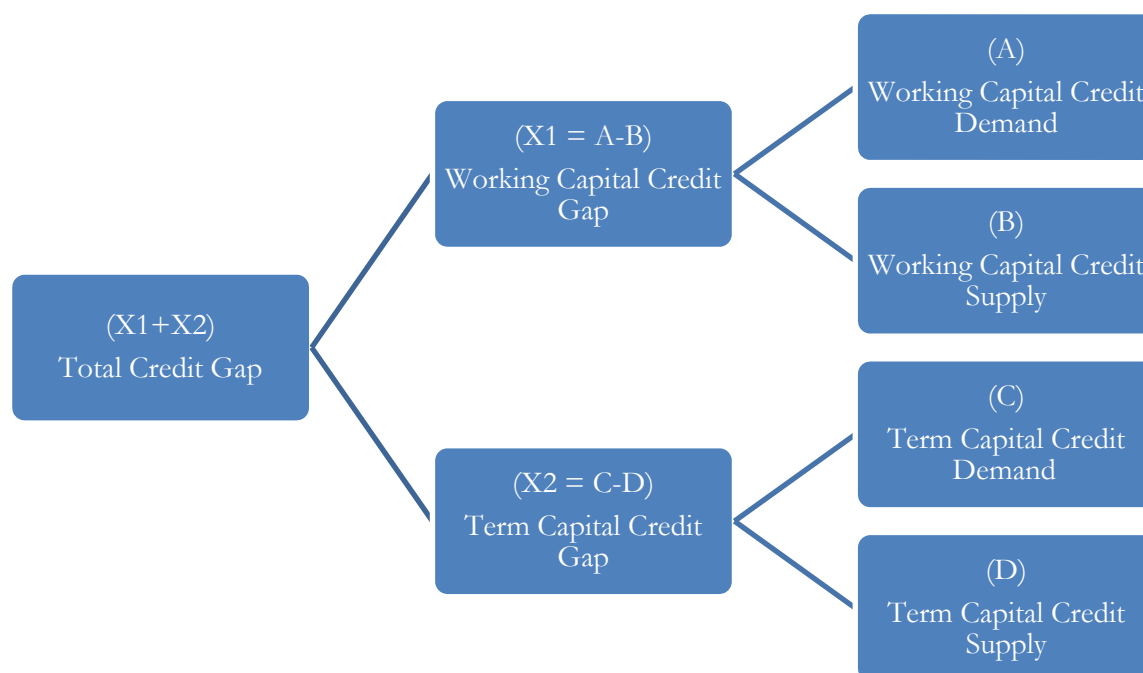 (X1+X2)
Total Credit Gap
(X1 = A-B)
Working Capital Credit
Gap
(A)
Working Capital Credit
Demand
(B)
Working Capital Credit
Supply
(X2 = C-D)
Term Capital Credit
Gap
(C)
Term Capital Credit
Demand
(D)
Term Capital Credit
Supply